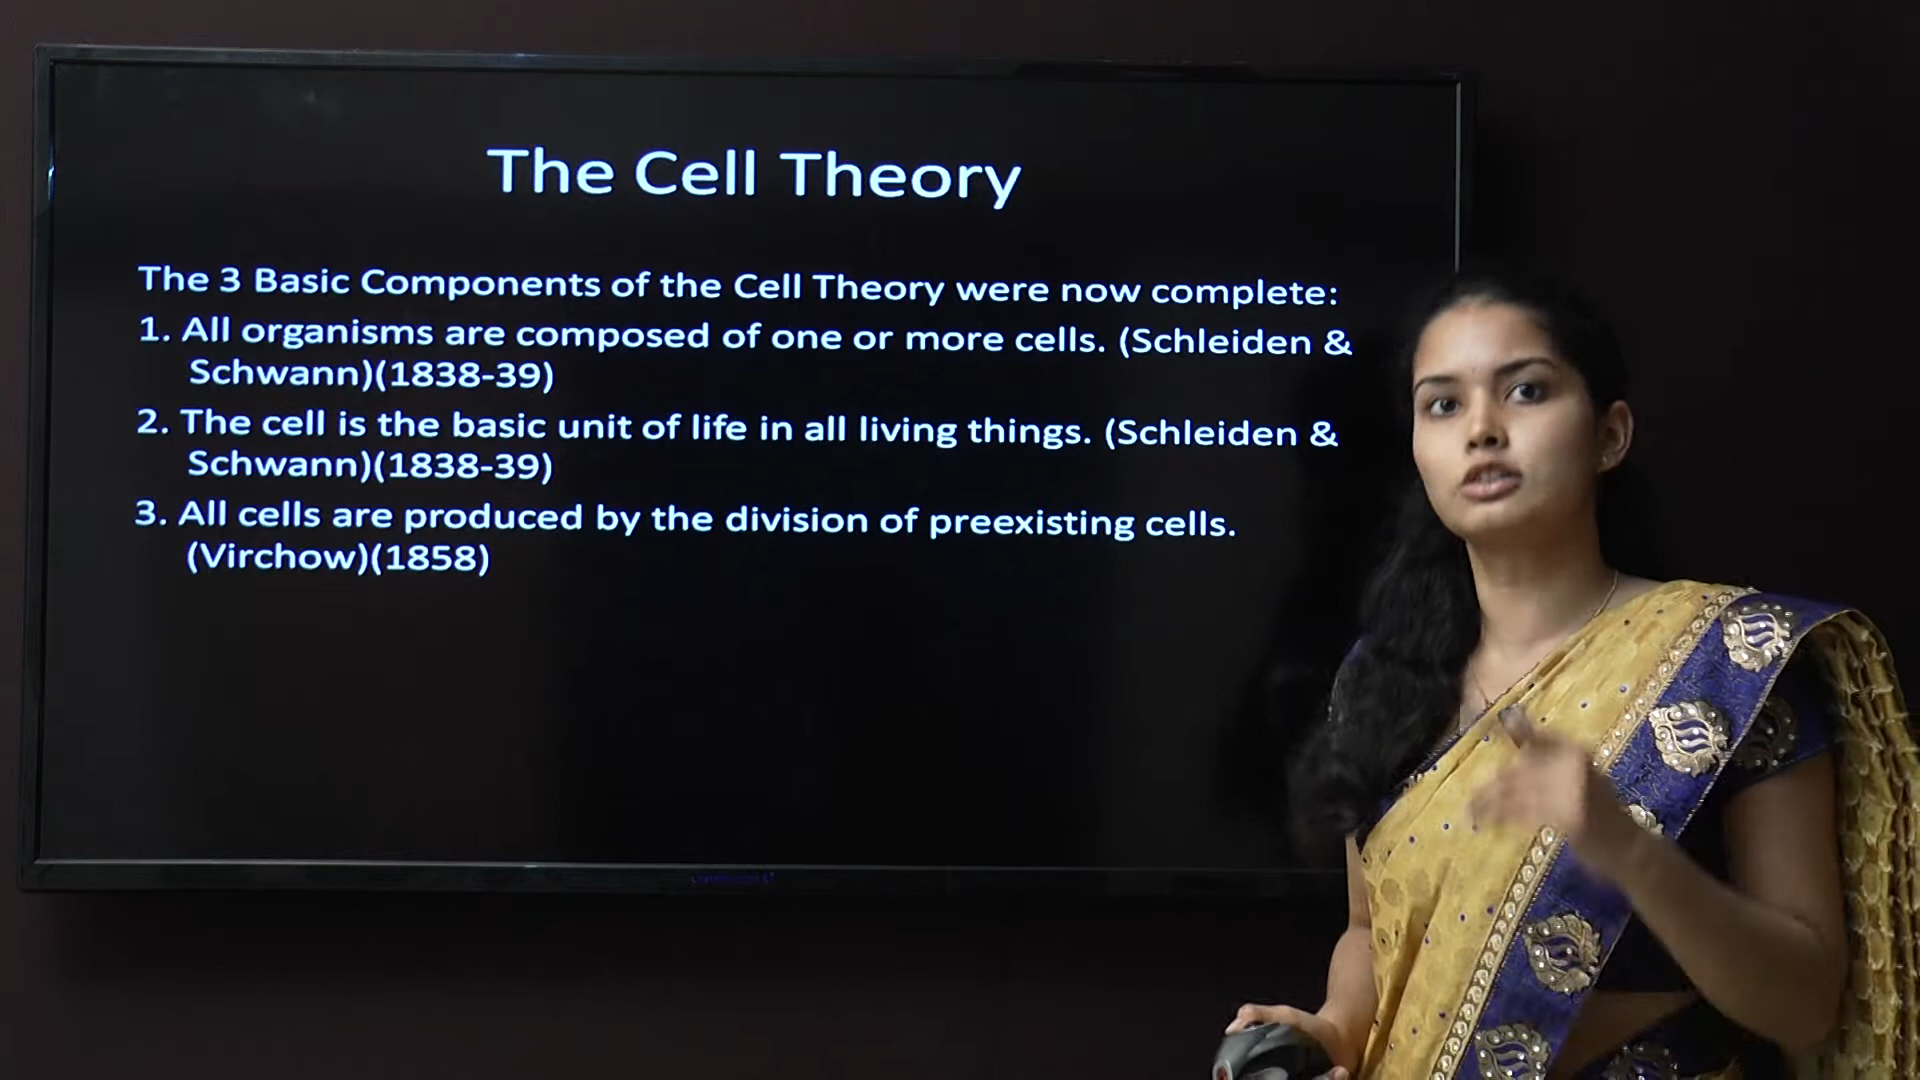 The Cell Theory
The 3 Basic Components of the Cell Theory were now complete:
1. All organisms are composed of one or more cells. (Schleiden &
Schwann)(1838-39)
2. The cell is the basic unit of life in all living things. (Schleiden &
Schwann)(1838-39)
3. All cells are produced by the division of preexisting cells.
(Virchow)(1858)